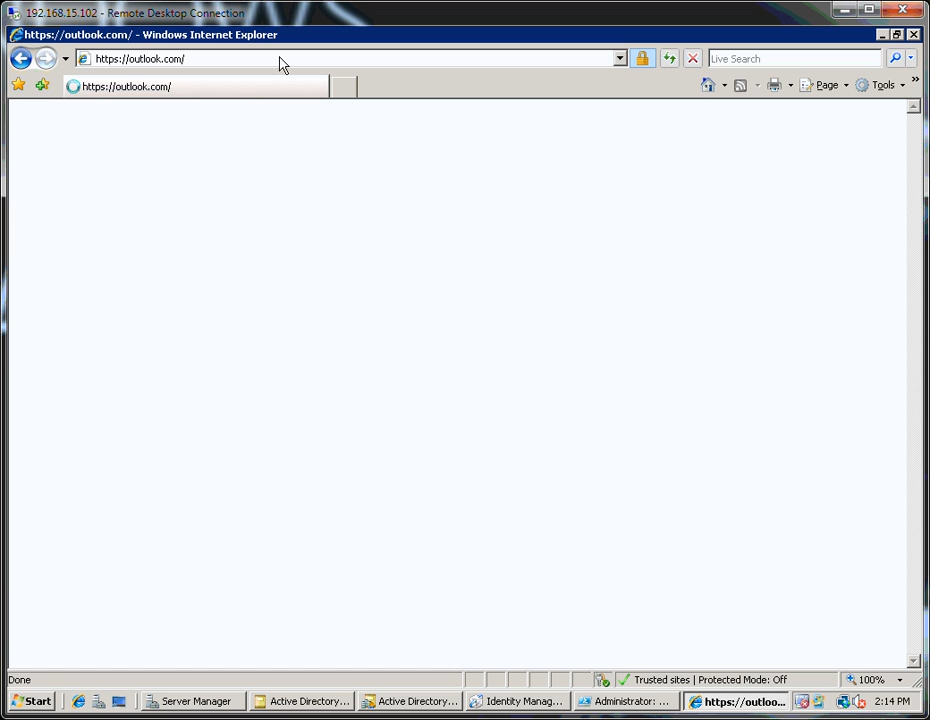 192.168.15.102 - Remote Desktop Connection
https://outlook.com/ - Windows Internet Explorer
https://outlook.com/
Live Search
https://outlook.com/
Page
Tools
»
Done
Trusted sites | Protected Mode: Off
100%
Start
Server Manager
Active Directory...
Active Directory...
Identity Manag...
Administrator: ...
https://outloo...
2:14 PM